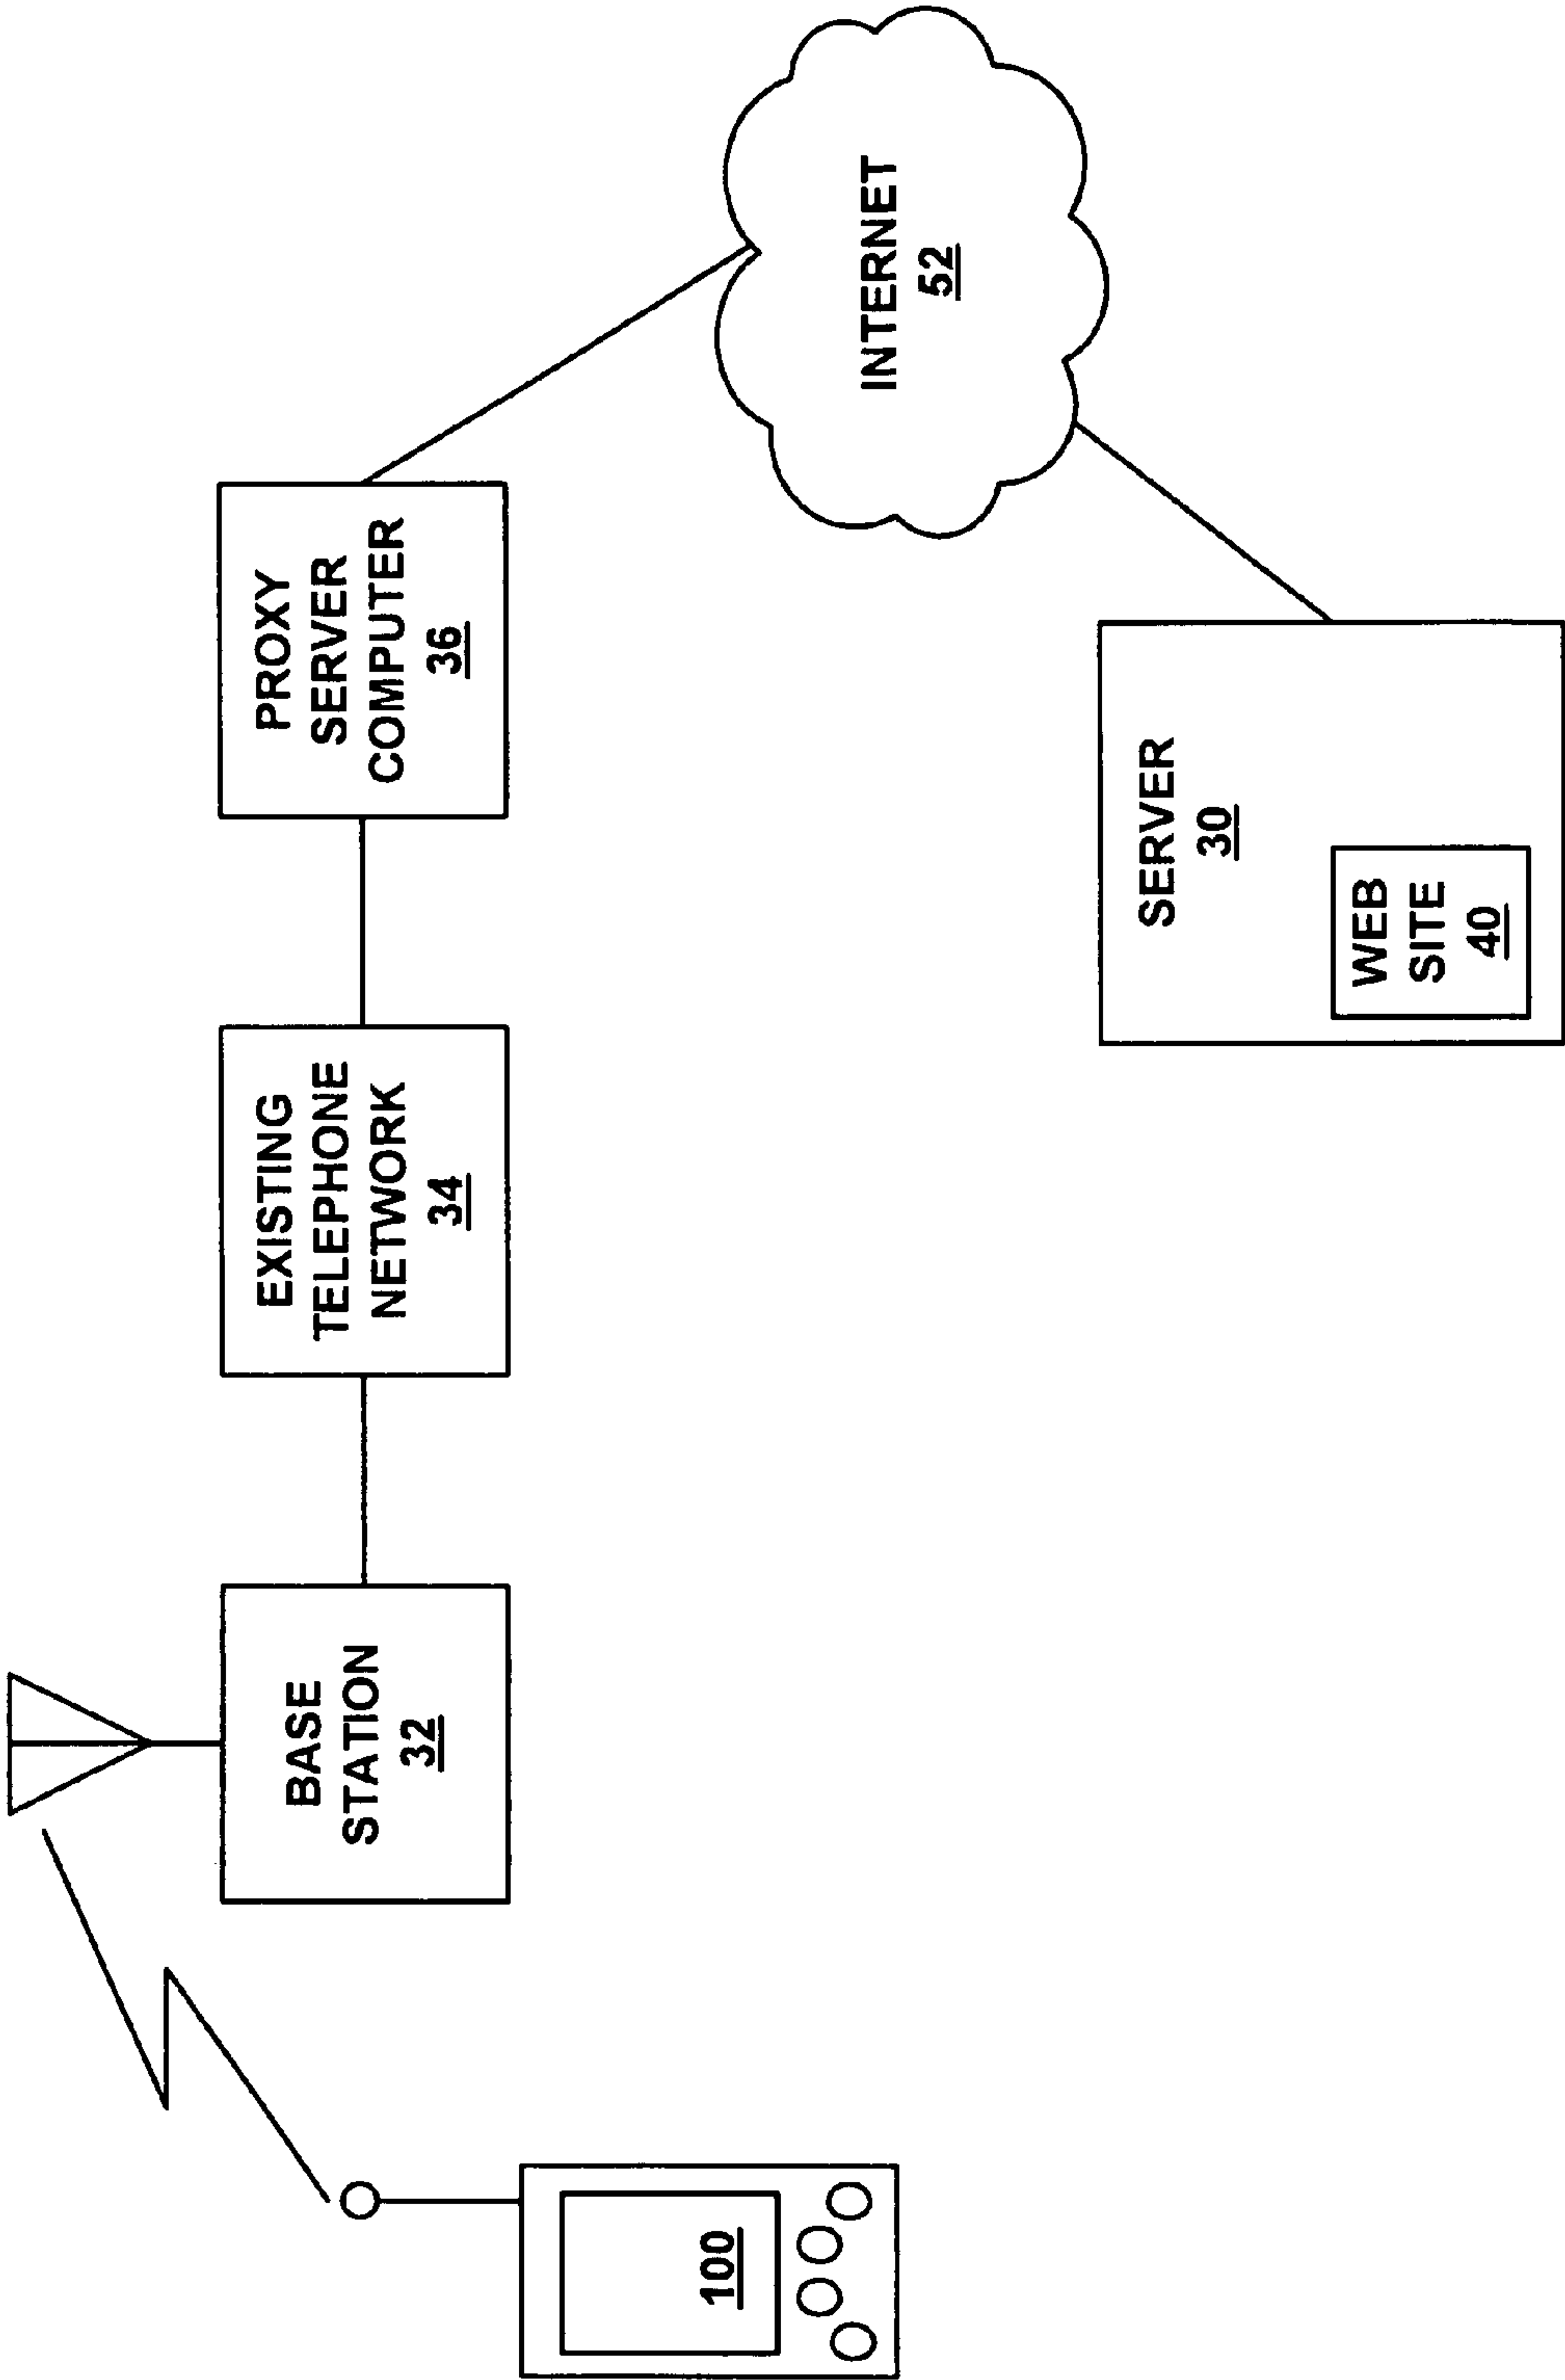 BASE
STATION
32
EXISTING
TELEPHONE
NETWORK
34
PROXY
SERVER
COMPUTER
36
INTERNET
52
100
SERVER
30
WEB
SITE
40